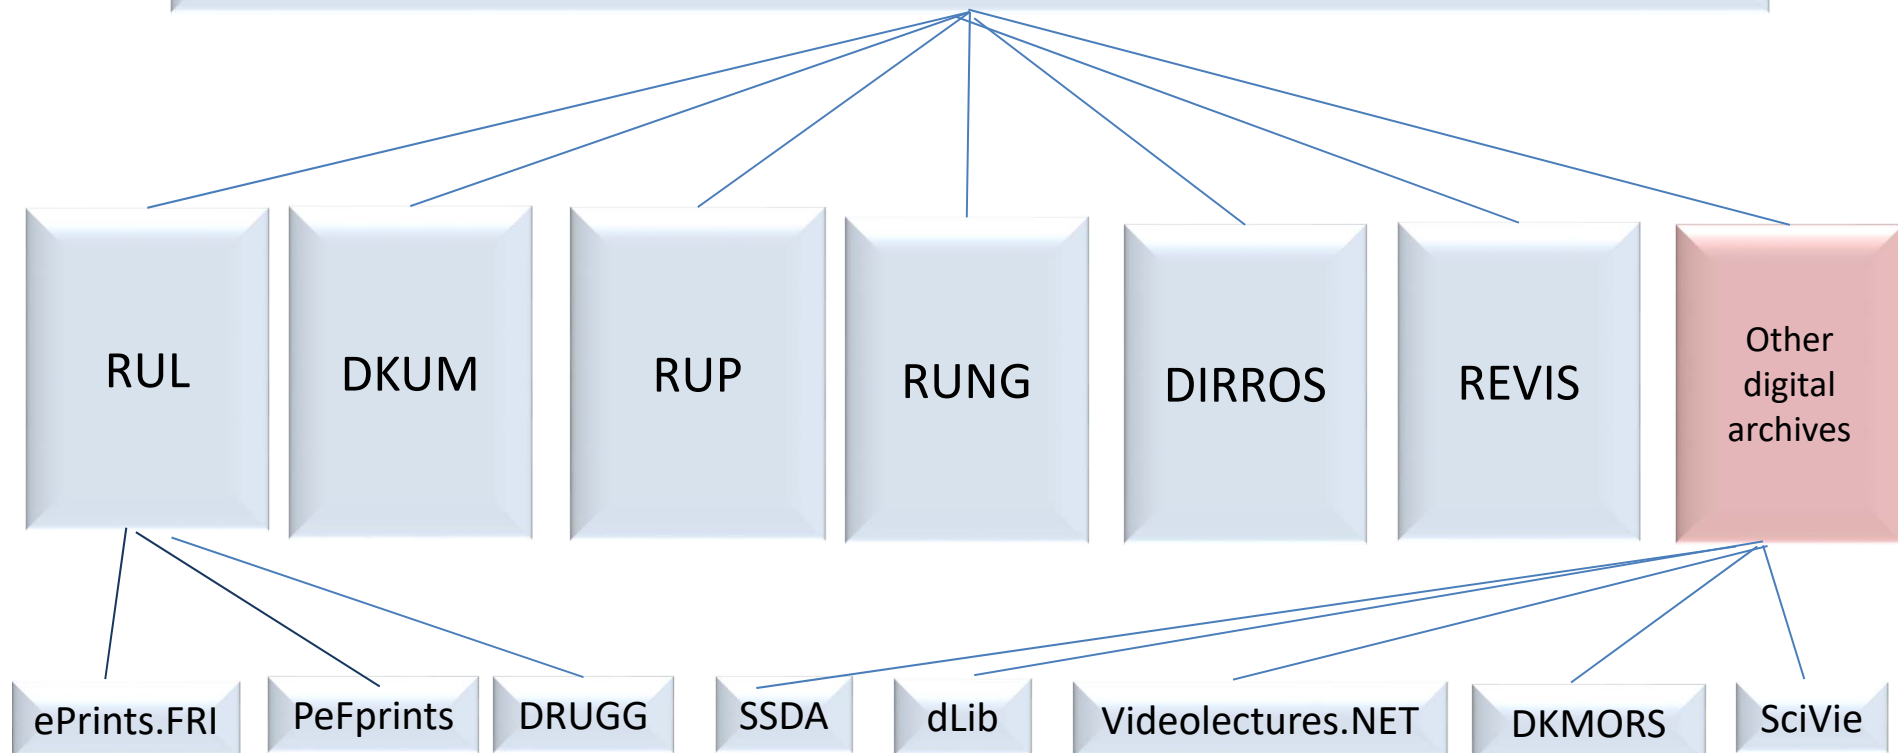 RUL
DKUM
RUP
RUNG
DIRROS
REVIS
Other
digital
archives
ePrints.FRI
PeFprints
DRUGG
SSDA
dLib
Videolectures.NET
DKMORS
SciVie